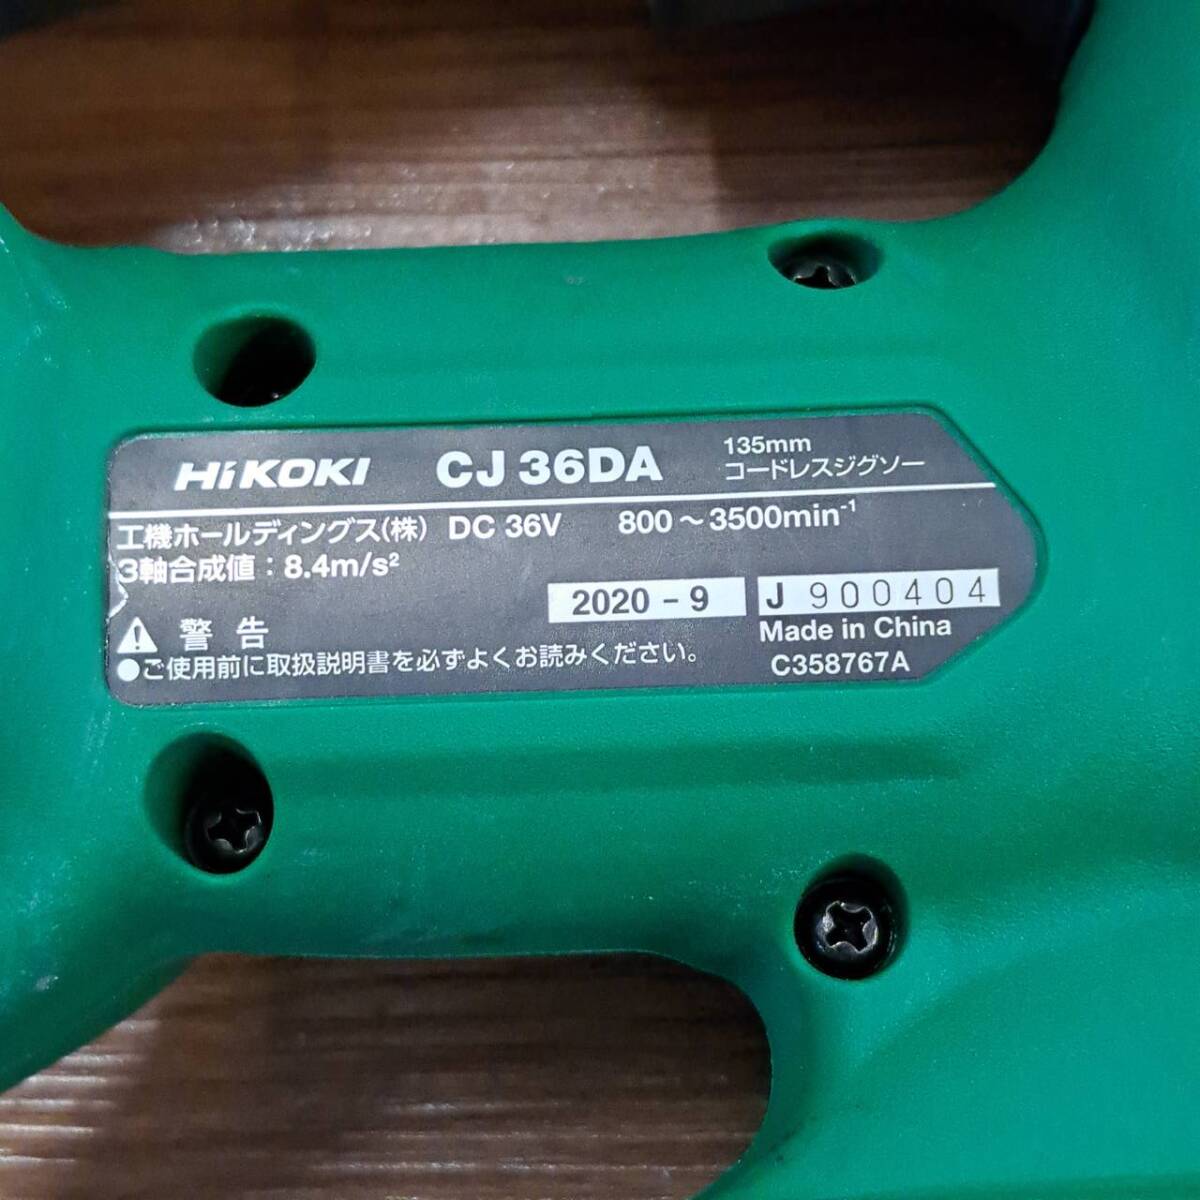 HiKOKI CJ 36DA 135mm
コードレスジグソー
工機ホールディングス(株) DC 36V 800～3500min⁻¹
3軸合成値：8.4m/s²
2020 - 9 J 900404
警告 Made in China
●ご使用前に取扱説明書を必ずよくお読みください。 C358767A